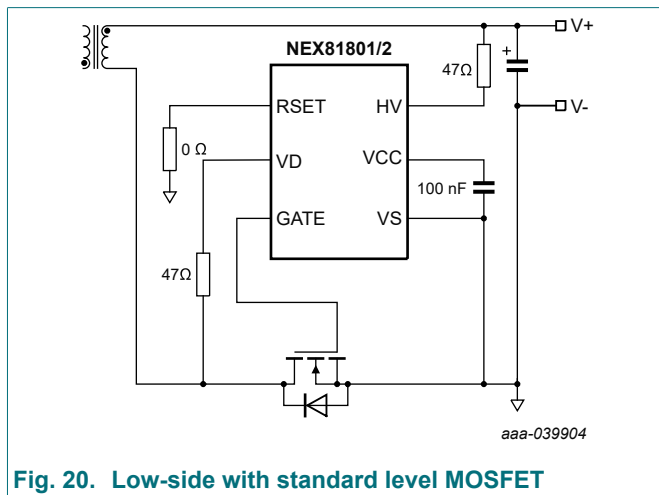 V+
NEX81801/2
47Ω
+
RSET
HV
V-
0 Ω
VD
VCC
100 nF
GATE
VS
47Ω
aaa-039904
Fig. 20. Low-side with standard level MOSFET